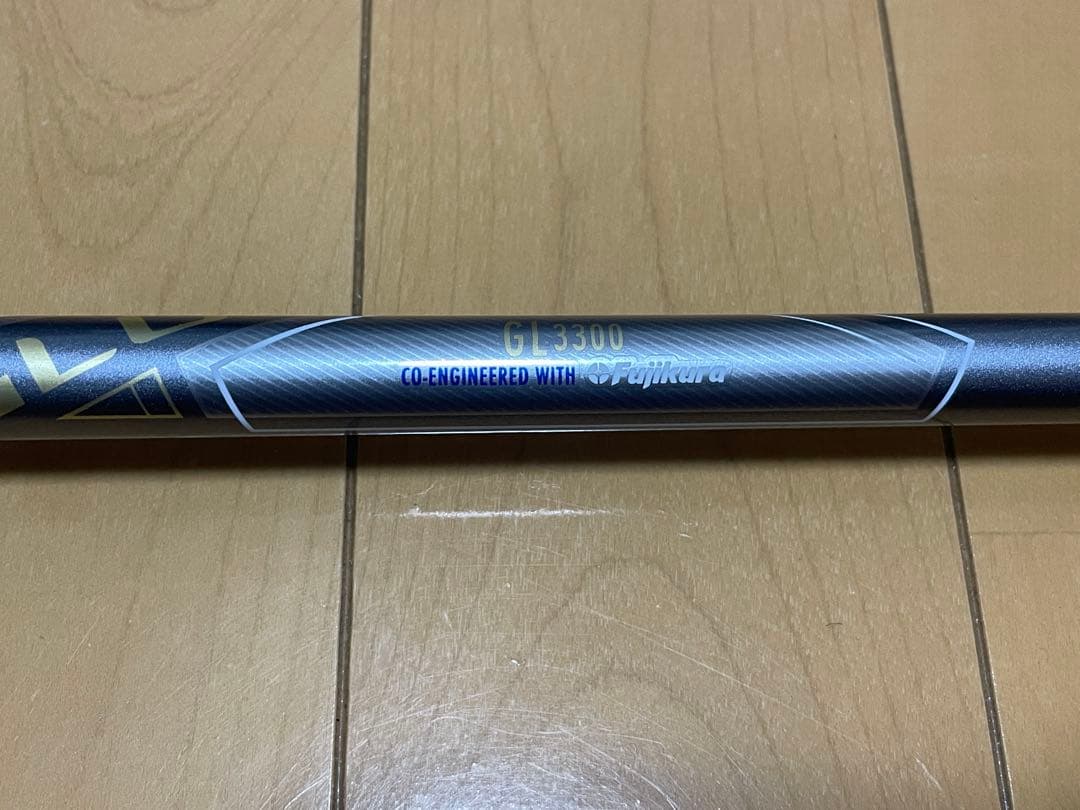 GL3300
CO-ENGINEERED WITH Fujikura